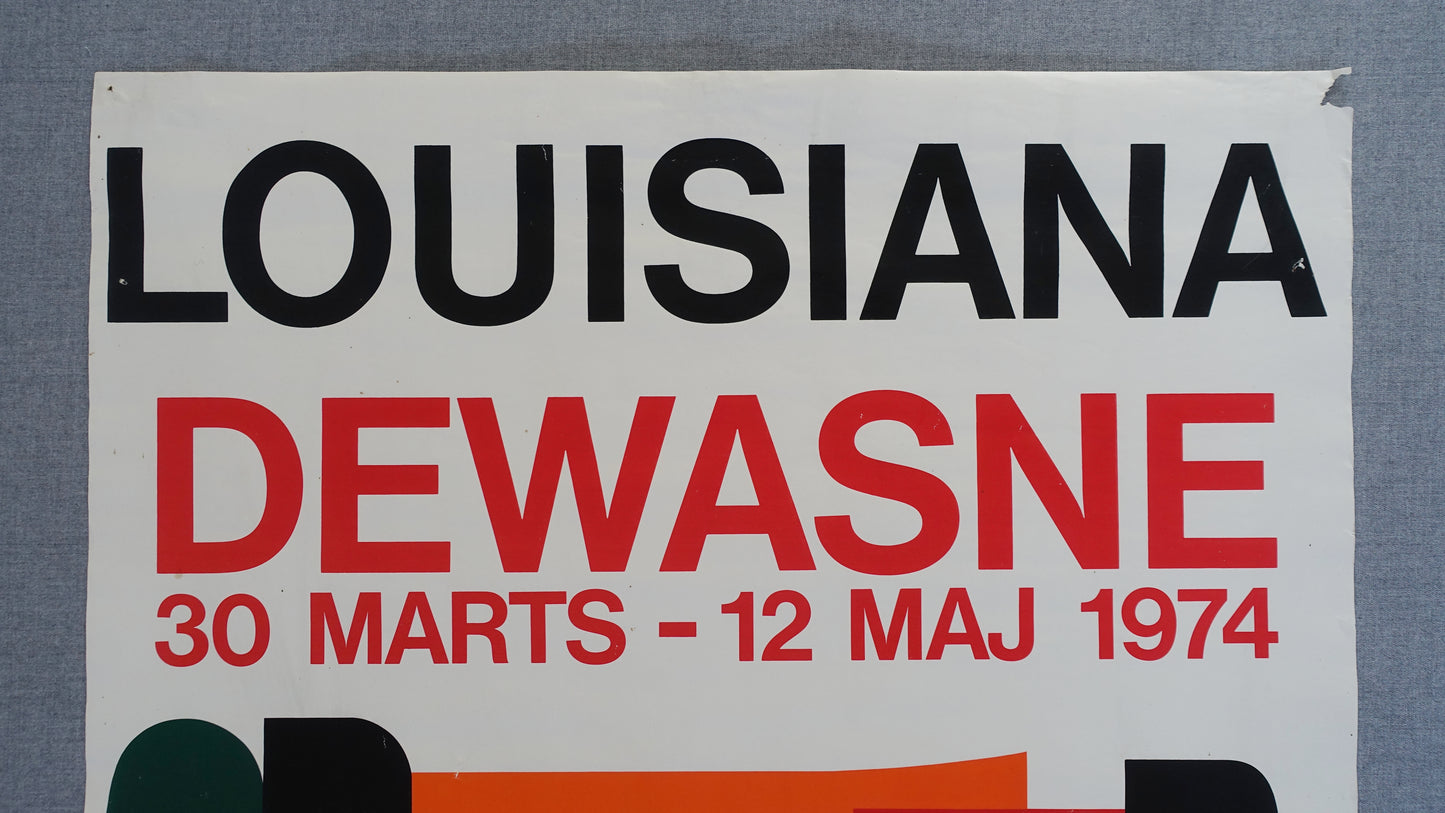 LOUISIANA
DEWASNE
30 MARTS - 12 MAJ 1974